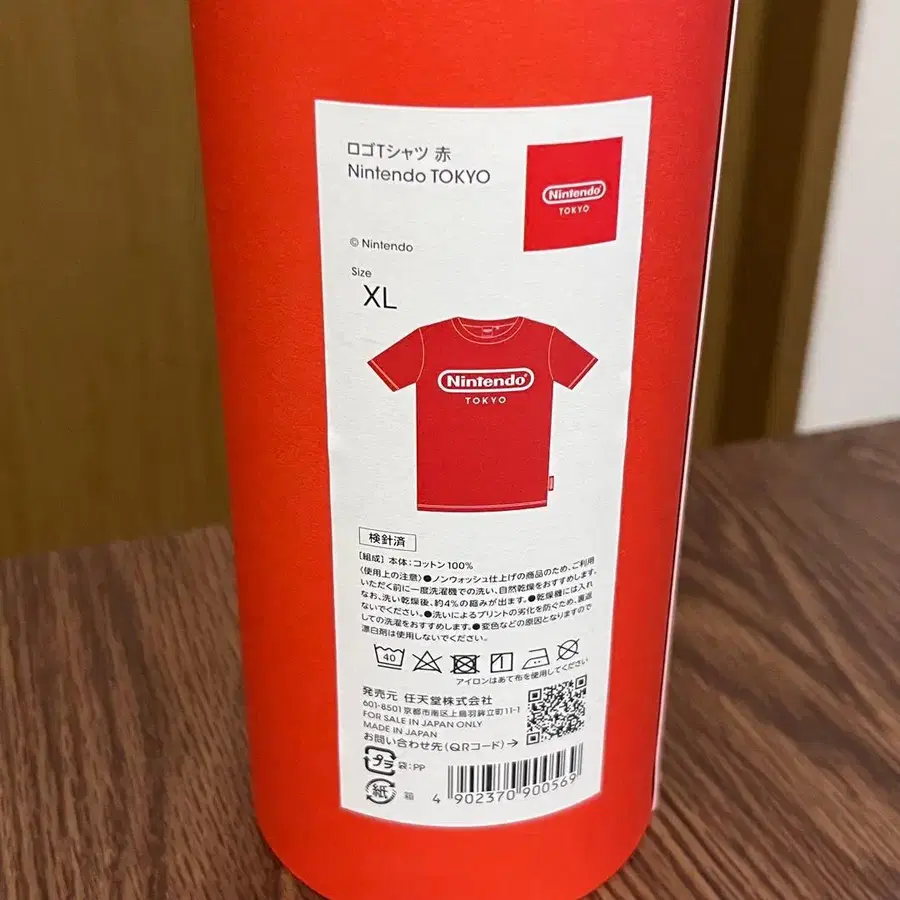 ロゴTシャツ 赤
Nintendo TOKYO
Nintendo
TOKYO
© Nintendo
Size
XL
Nintendo
TOKYO
検針済
[組成] 本体:コットン100%
〈使用上の注意〉●ノンウォッシュ仕上げの商品のため、ご利用
いただく前に一度洗濯機での洗い、自然乾燥をおすすめします。
なお、洗い乾燥後、約4%の縮みが出ます。●乾燥機には入れ
ないでください。●洗いによるプリントの劣化を防ぐため、裏返
しての洗濯をおすすめします。●変色などの原因となりますので
漂白剤は使用しないでください。
40
アイロンはあて布を使用してください
発売元 任天堂株式会社
601-8501 京都市南区上鳥羽鉾立町11-1
FOR SALE IN JAPAN ONLY
MADE IN JAPAN
お問い合わせ先(QRコード)→
プラ 袋:PP
紙 箱
4 902370 900569